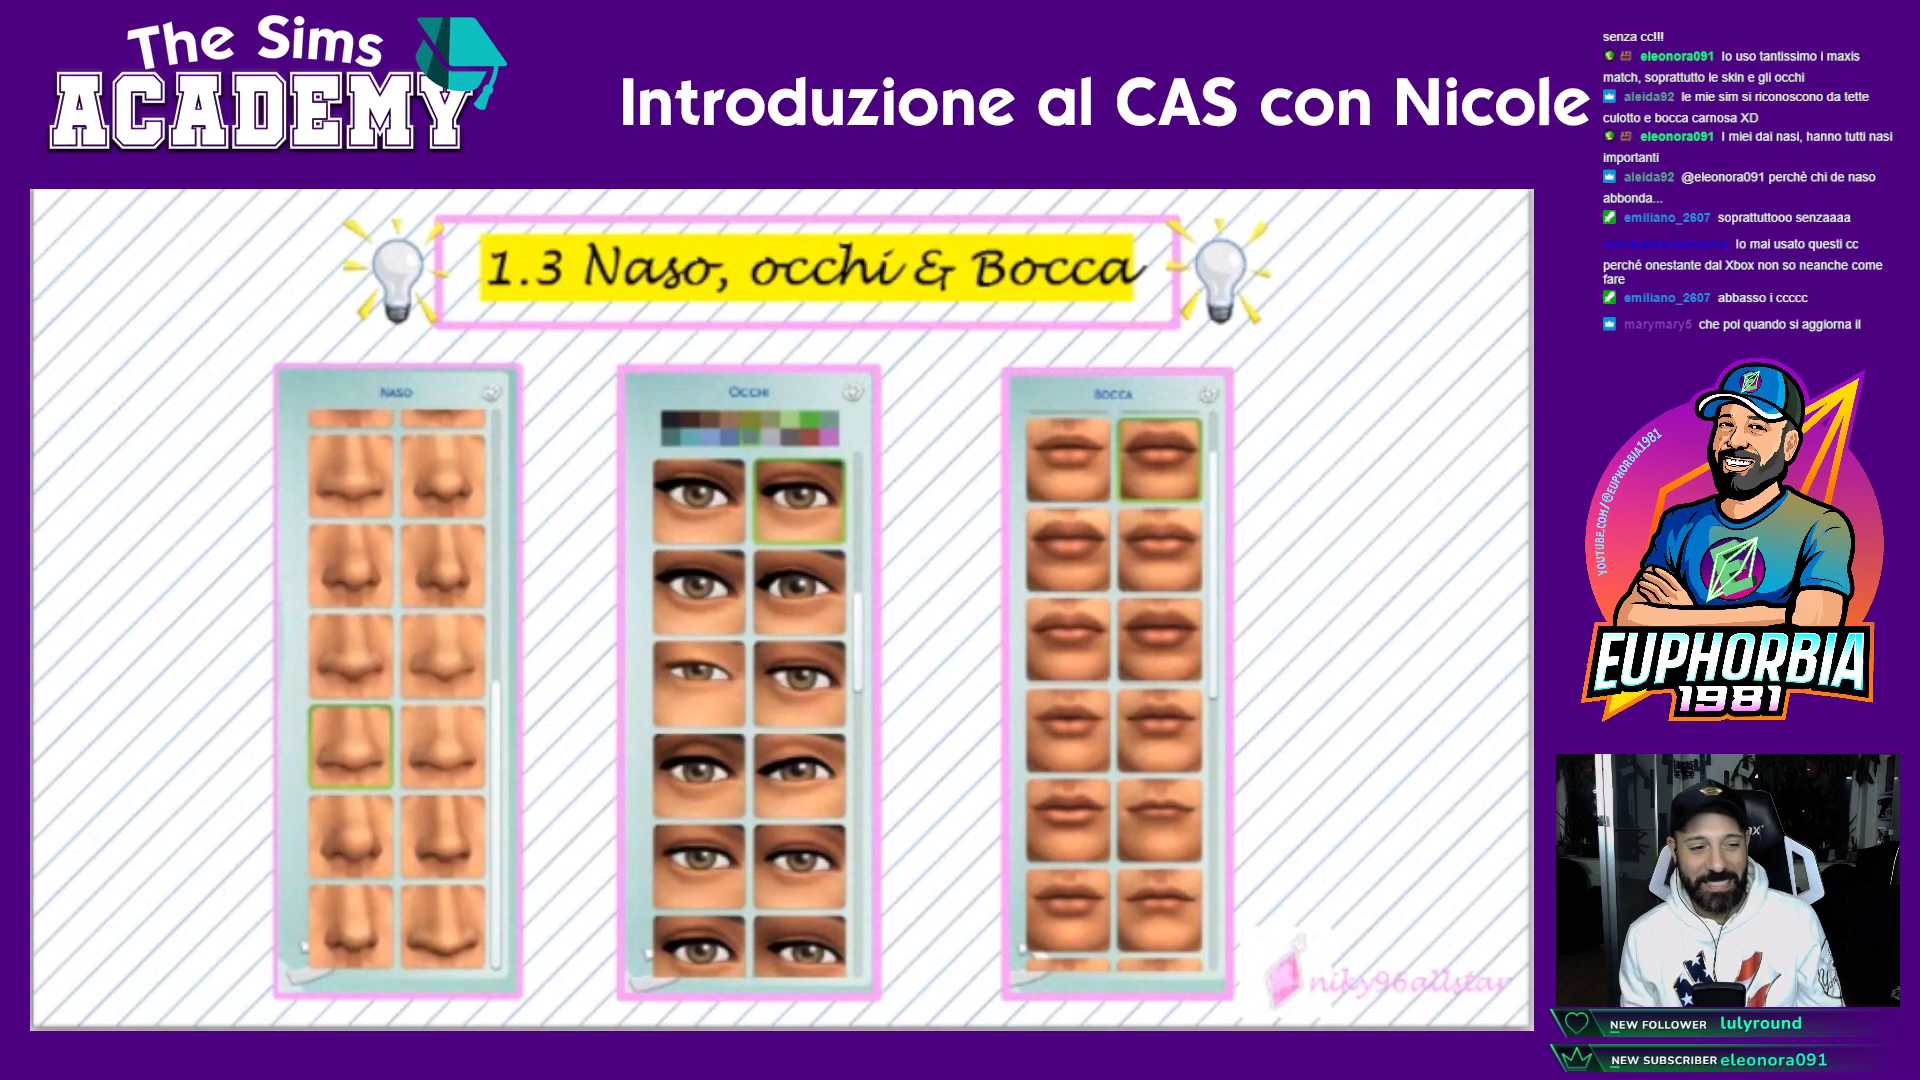 The Sims
ACADEMY
Introduzione al CAS con Nicole
senza cc!!!
eleonora091 Io uso tantissimo i maxis
match, soprattutto le skin e gli occhi
aleida92 le mie sim si riconoscono da tette
culotto e bocca carnosa XD
eleonora091 I miei dai nasi, hanno tutti nasi
importanti
aleida92 @eleonora091 perchè chi de naso
abbonda...
emiliano_2607 soprattuttooo senzaaaa
Io mai usato questi cc
perché onestante dal Xbox non so neanche come
fare
emiliano_2607 abbasso i ccccc
marymary5 che poi quando si aggiorna il
1.3 Naso, occhi & Bocca
NASO
OCCHI
BOCCA
niky96allstar
YOUTUBE.COM/@EUPHORBIA1981
EUPHORBIA
1981
NEW FOLLOWER lulyround
NEW SUBSCRIBER eleonora091